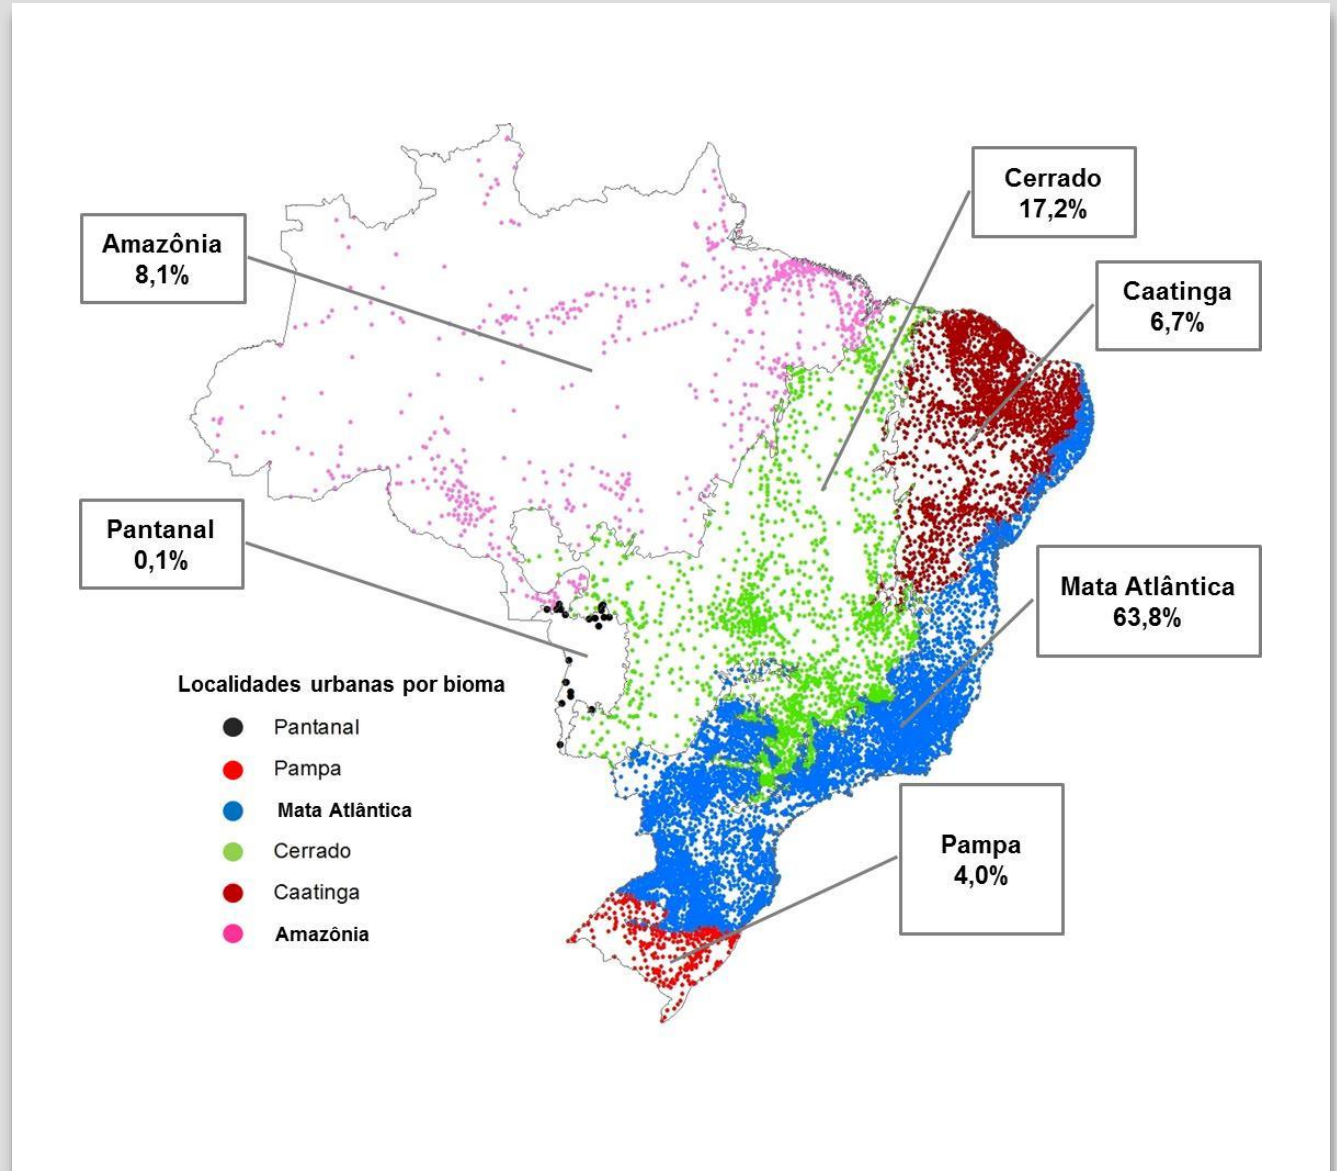 Cerrado
17,2%
Amazônia
8,1%
Caatinga
6,7%
Pantanal
0,1%
Mata Atlântica
63,8%
Localidades urbanas por bioma
Pantanal
Pampa
Mata Atlântica
Cerrado
Caatinga
Amazônia
Pampa
4,0%